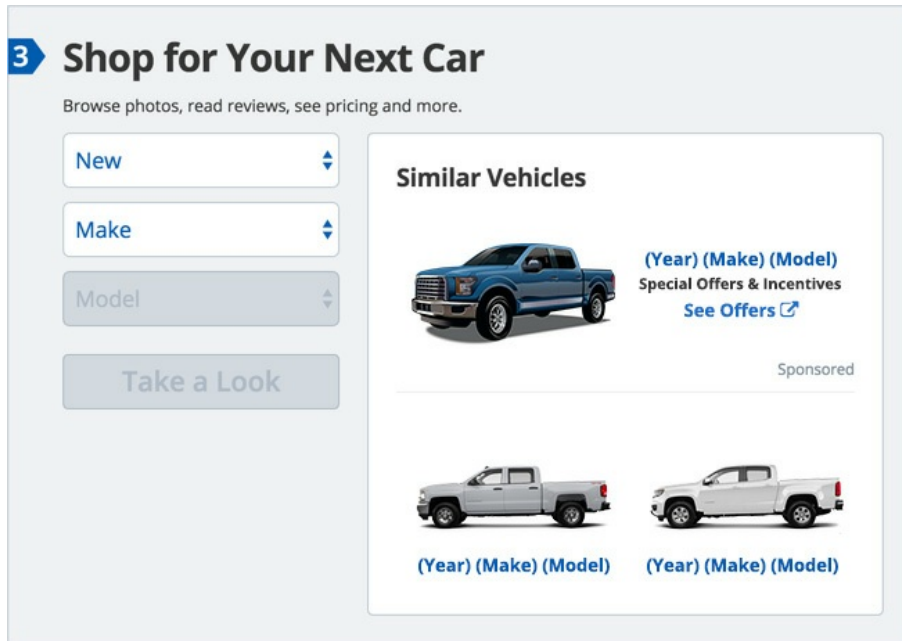 3
Shop for Your Next Car
Browse photos, read reviews, see pricing and more.
New
Make
Model
Take a Look
Similar Vehicles
(Year) (Make) (Model)
Special Offers & Incentives
See Offers
Sponsored
(Year) (Make) (Model)
(Year) (Make) (Model)